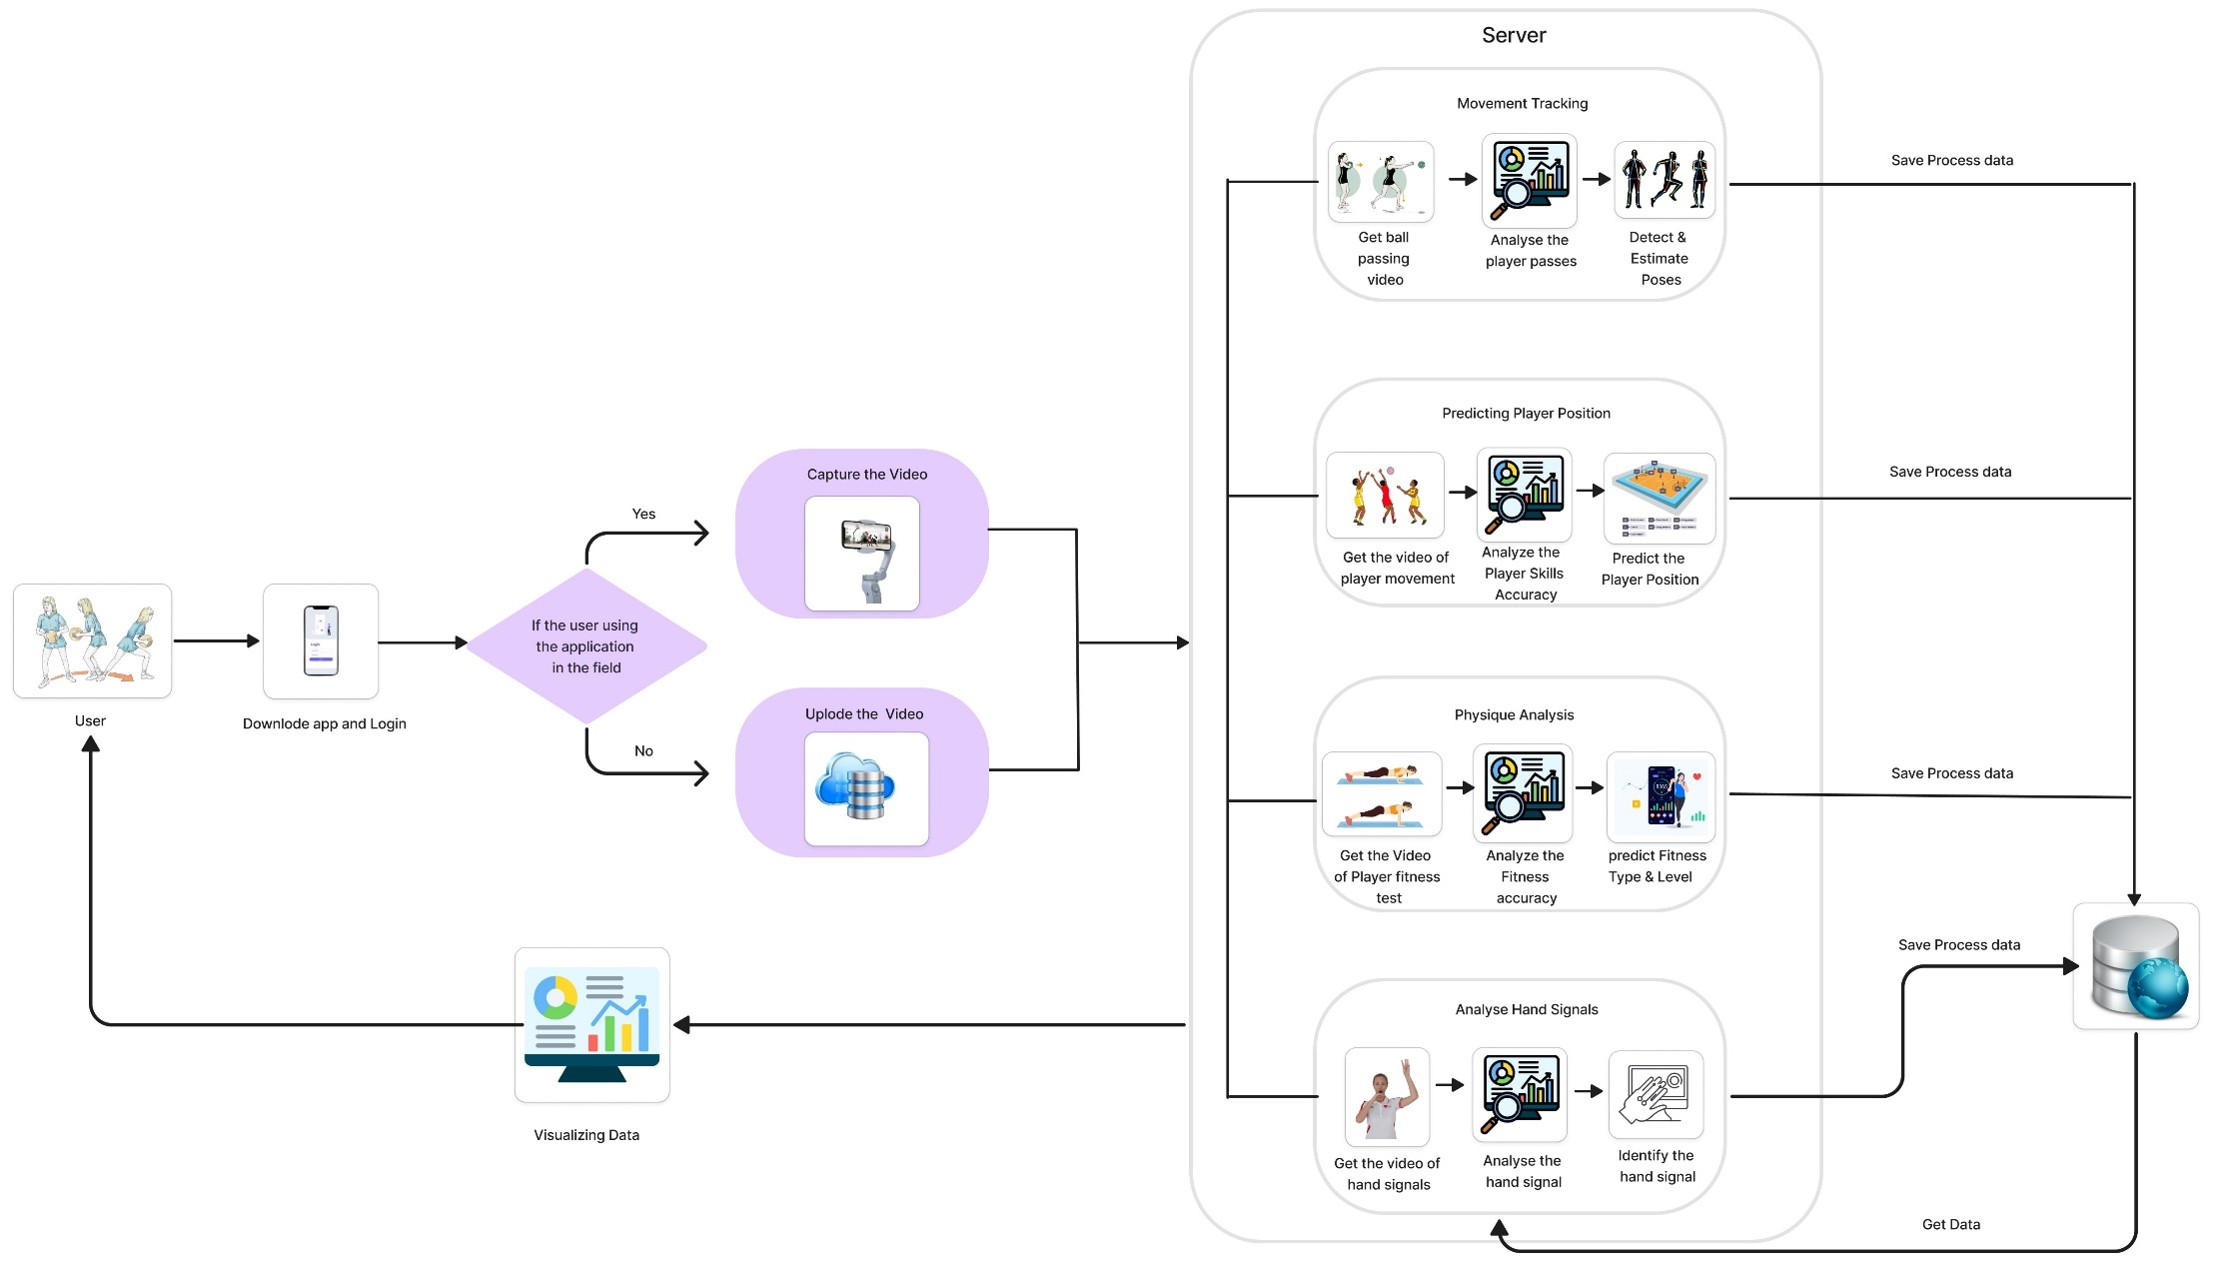 Server
Movement Tracking
Get ball
passing
video
Analyse the
player passes
Detect &
Estimate
Poses
Save Process data
Predicting Player Position
Get the video of
player movement
Analyze the
Player Skills
Accuracy
Predict the
Player Position
Save Process data
Capture the Video
Yes
If the user using
the application
in the field
No
Uplode the Video
Login
User
Downlode app and Login
Physique Analysis
Get the Video
of Player fitness
test
Analyze the
Fitness
accuracy
predict Fitness
Type & Level
Save Process data
Save Process data
Analyse Hand Signals
Get the video of
hand signals
Analyse the
hand signal
Identify the
hand signal
Visualizing Data
Get Data